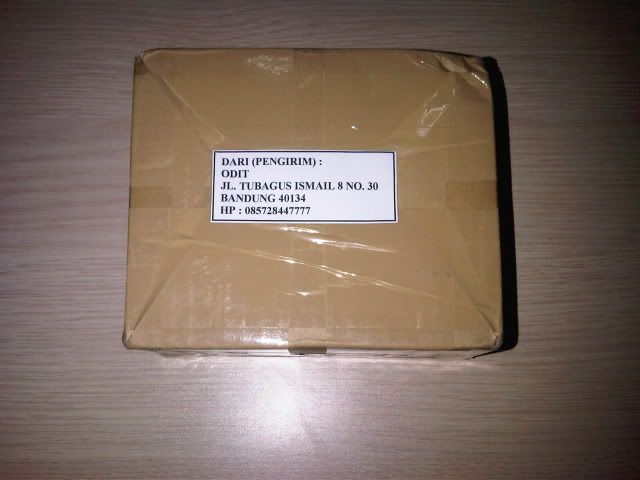 DARI (PENGIRIM) :
ODIT
JL. TUBAGUS ISMAIL 8 NO. 30
BANDUNG 40134
HP : 085728447777